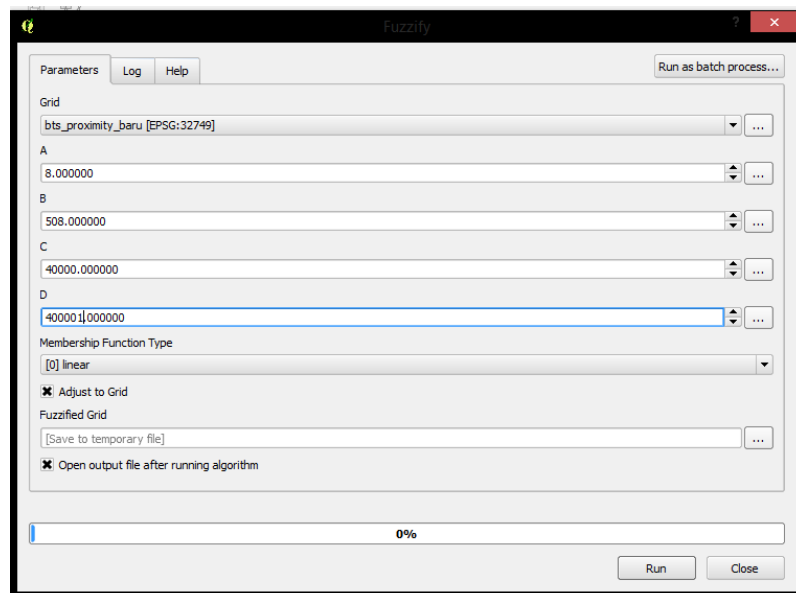 Fuzzify
?
×
Parameters Log Help Run as batch process...
Grid
bts_proximity_baru [EPSG:32749] ...
A
8.000000 ...
B
508.000000 ...
C
40000.000000 ...
D
400001.000000 ...
Membership Function Type
[0] linear
Adjust to Grid
Fuzzified Grid
[Save to temporary file] ...
Open output file after running algorithm
0%
Run Close